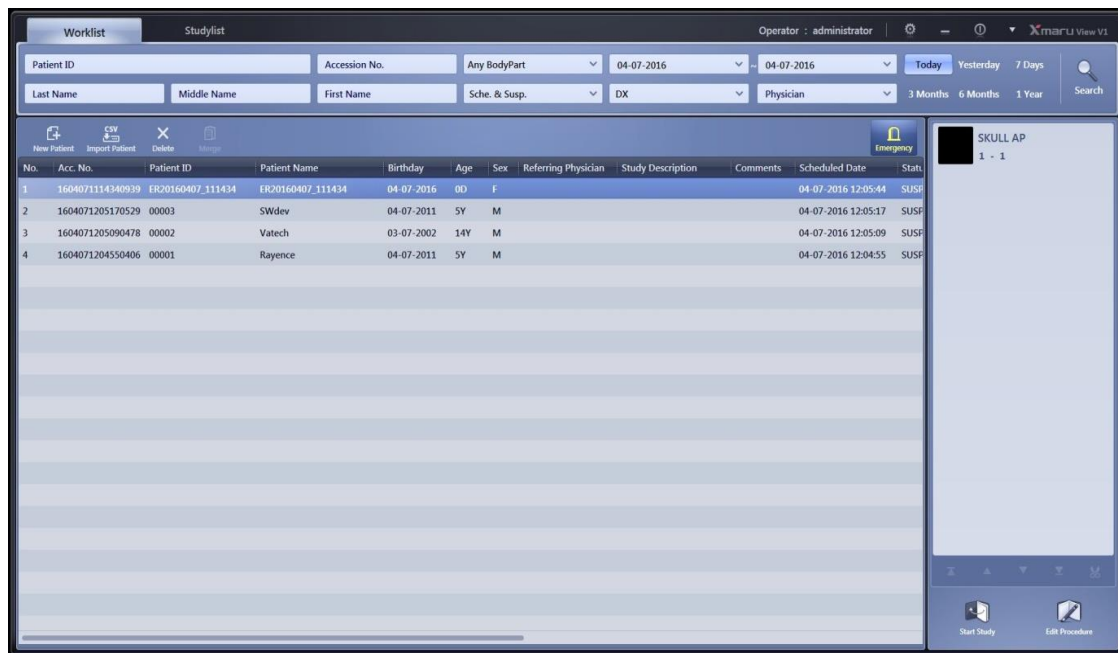 Worklist Studylist Operator : administrator Xmaru View V1
Patient ID Accession No. Any BodyPart 04-07-2016 ~ 04-07-2016 Today Yesterday 7 Days
Last Name Middle Name First Name Sche. & Susp. DX Physician 3 Months 6 Months 1 Year Search
New Patient CSV Import Patient Delete Merge Emergency
No. Acc. No. Patient ID Patient Name Birthday Age Sex Referring Physician Study Description Comments Scheduled Date Statu
1 1604071114340939 ER20160407_111434 ER20160407_111434 04-07-2016 0D F 04-07-2016 12:05:44 SUSP
2 1604071205170529 00003 SWdev 04-07-2011 5Y M 04-07-2016 12:05:17 SUSP
3 1604071205090478 00002 Vatech 03-07-2002 14Y M 04-07-2016 12:05:09 SUSP
4 1604071204550406 00001 Rayence 04-07-2011 5Y M 04-07-2016 12:04:55 SUSP
SKULL AP
1 - 1
Start Study Edit Procedure